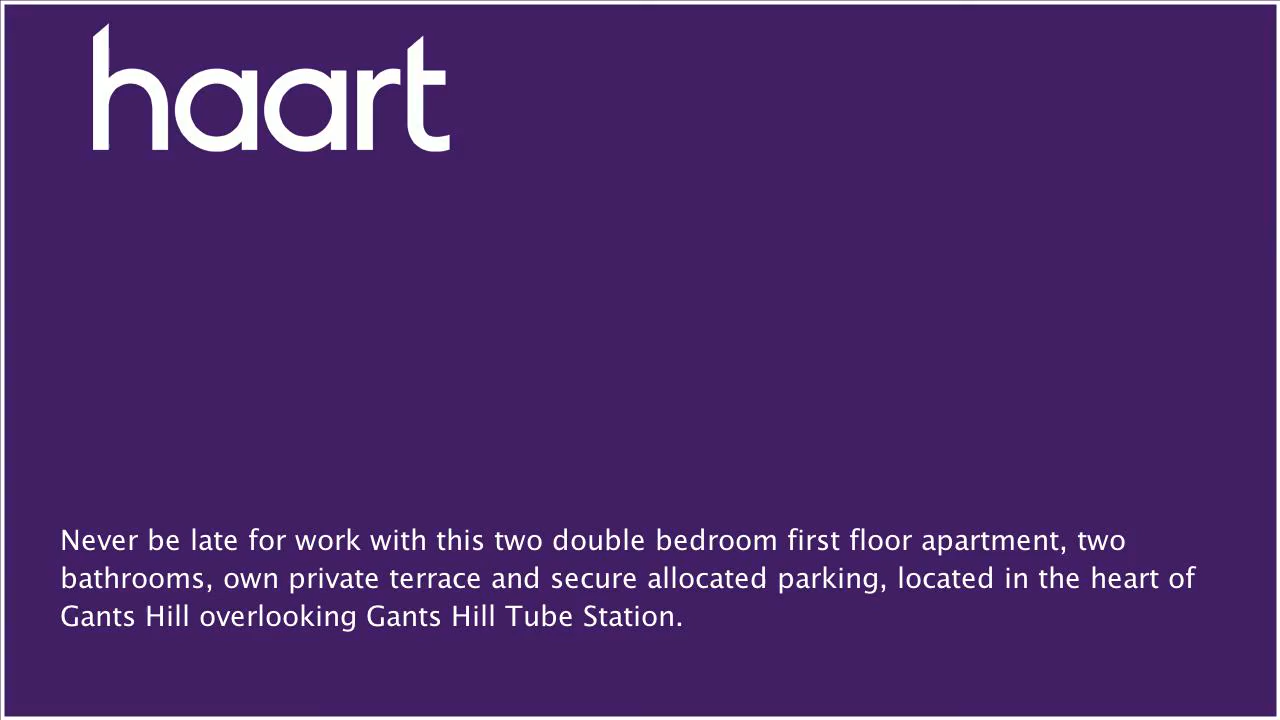 haart
Never be late for work with this two double bedroom first floor apartment, two
bathrooms, own private terrace and secure allocated parking, located in the heart of
Gants Hill overlooking Gants Hill Tube Station.